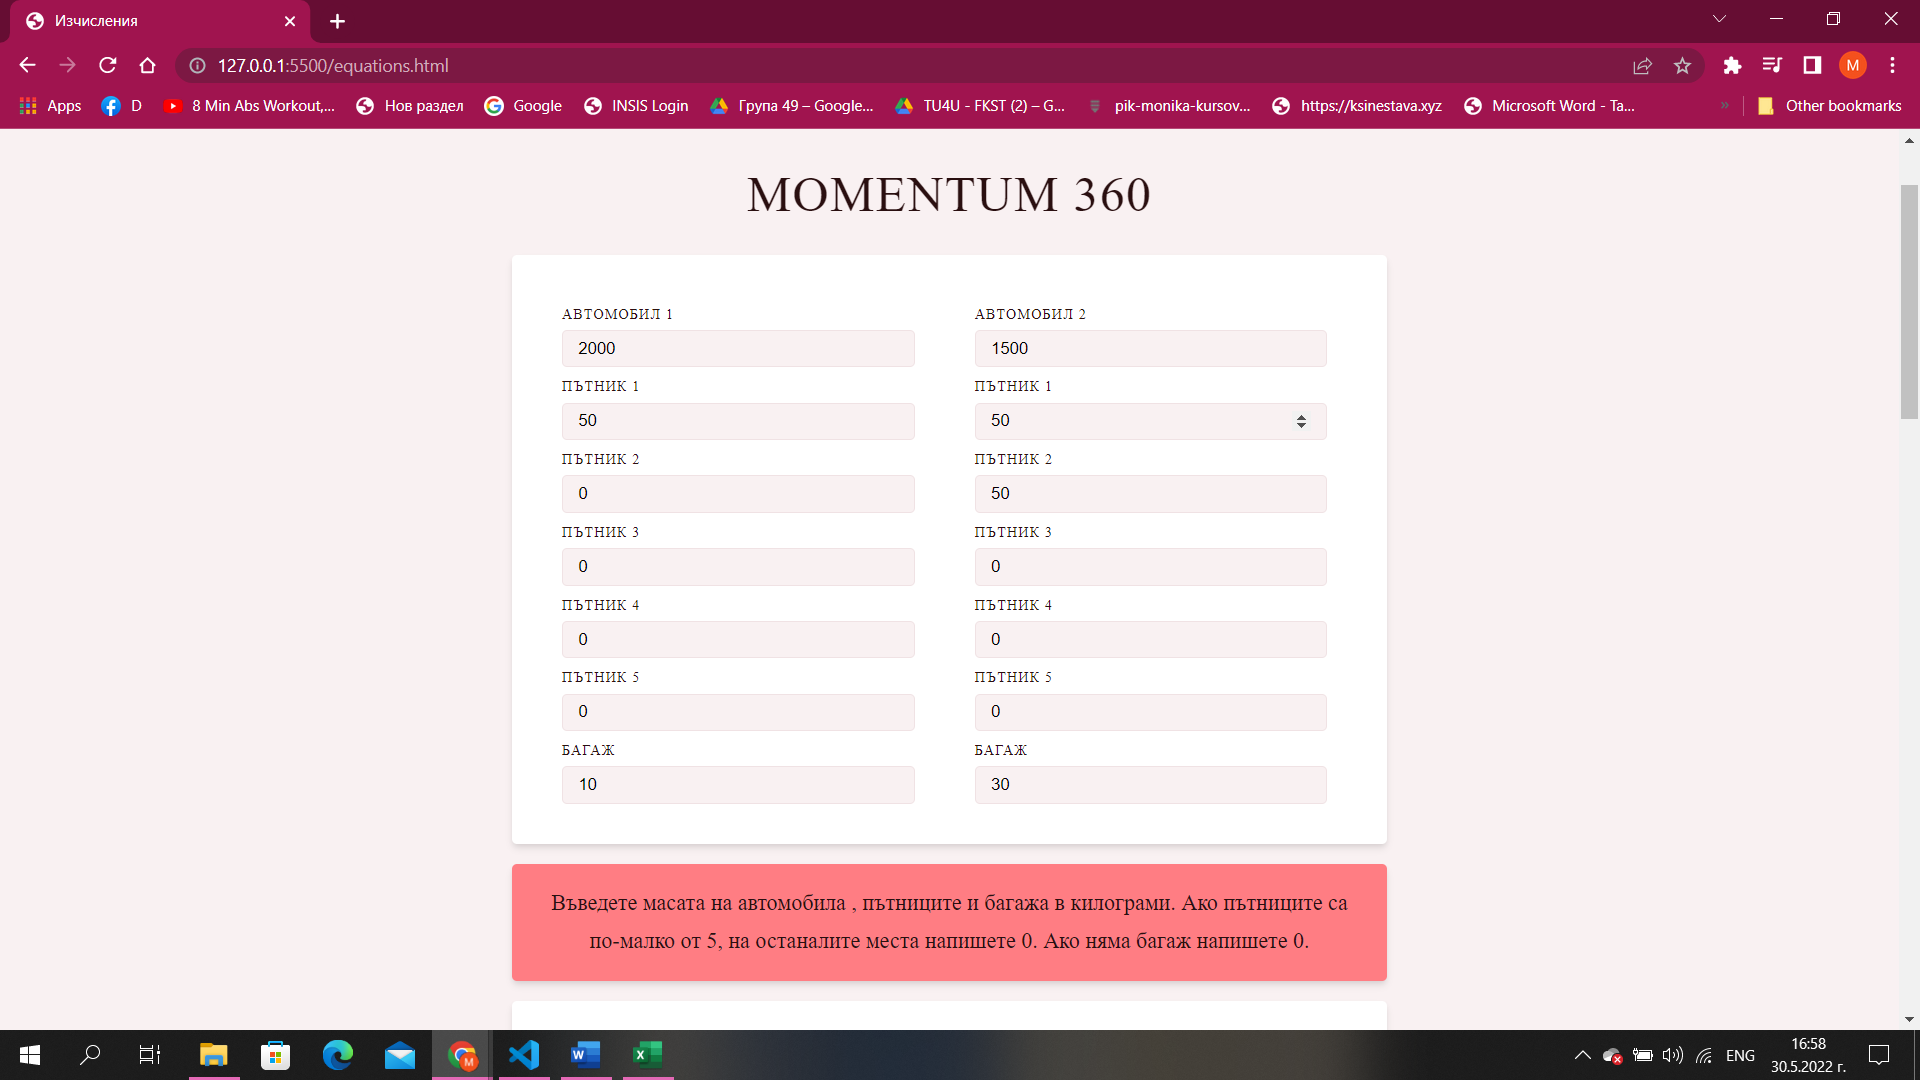 Изчисления
127.0.0.1:5500/equations.html
M
Apps
D
8 Min Abs Workout,...
Нов раздел
Google
INSIS Login
Група 49 – Google...
TU4U - FKST (2) – G...
pik-monika-kursov...
https://ksinestava.xyz
Microsoft Word - Ta...
»
Other bookmarks
MOMENTUM 360
АВТОМОБИЛ 1
2000
ПЪТНИК 1
50
ПЪТНИК 2
0
ПЪТНИК 3
0
ПЪТНИК 4
0
ПЪТНИК 5
0
БАГАЖ
10
АВТОМОБИЛ 2
1500
ПЪТНИК 1
50
ПЪТНИК 2
50
ПЪТНИК 3
0
ПЪТНИК 4
0
ПЪТНИК 5
0
БАГАЖ
30
Въведете масата на автомобила , пътниците и багажа в килограми. Ако пътниците са
по-малко от 5, на останалите места напишете 0. Ако няма багаж напишете 0.
ENG
16:58
30.5.2022 г.